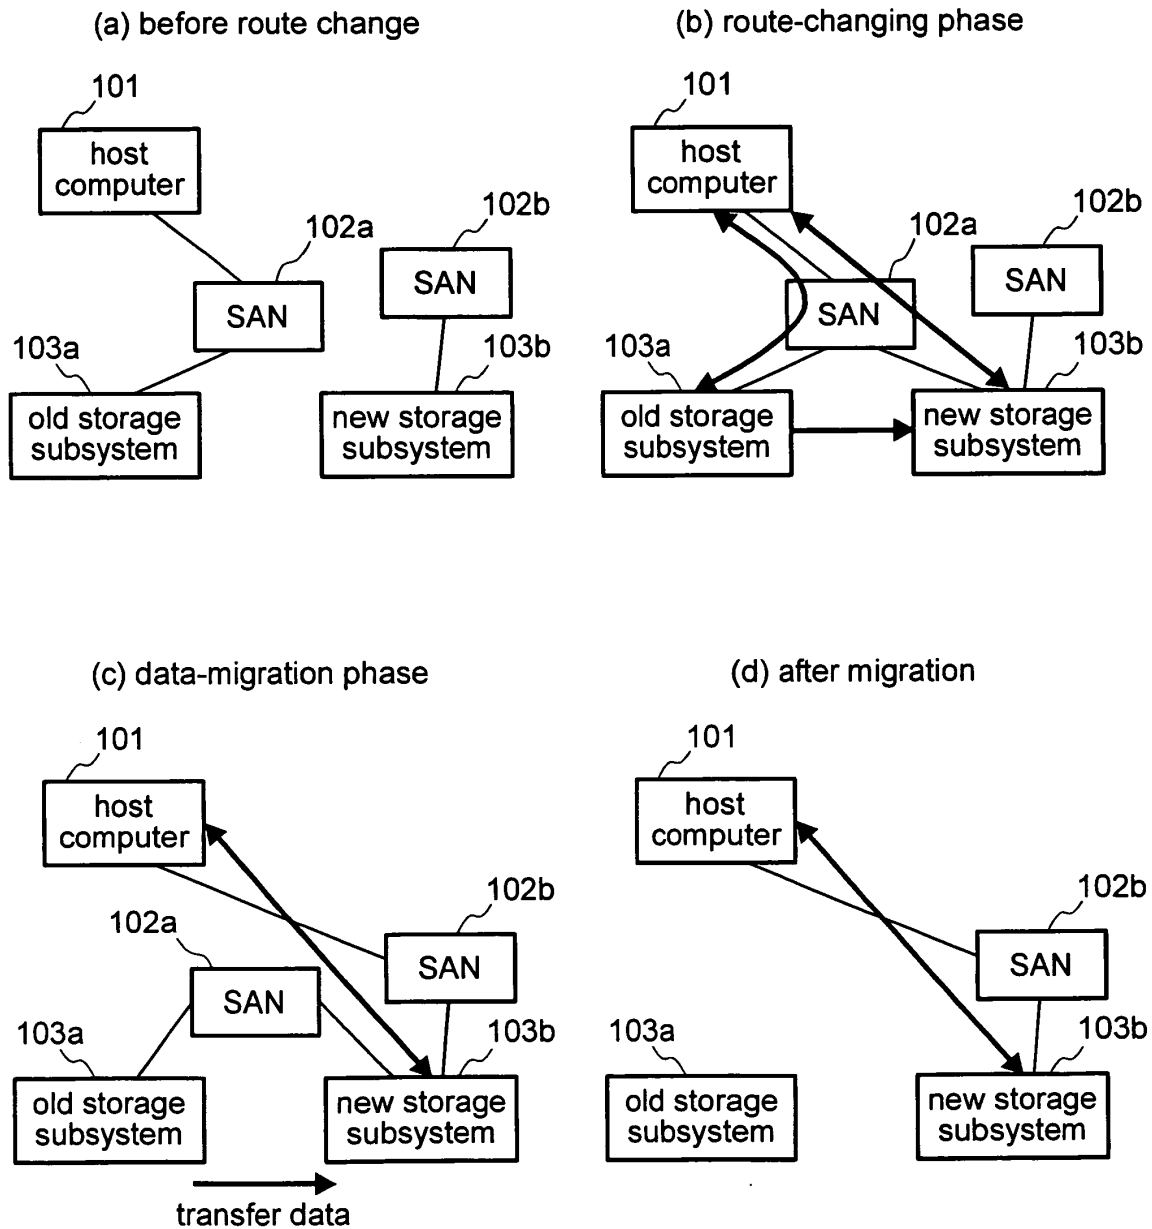 (a) before route change
101
host
computer
102a
102b
SAN
SAN
103a
103b
old storage
subsystem
new storage
subsystem
(b) route-changing phase
101
host
computer
102a
102b
SAN
SAN
103a
103b
old storage
subsystem
new storage
subsystem
(c) data-migration phase
101
host
computer
102a
102b
SAN
SAN
103a
103b
old storage
subsystem
new storage
subsystem
transfer data
(d) after migration
101
host
computer
102b
SAN
103a
103b
old storage
subsystem
new storage
subsystem